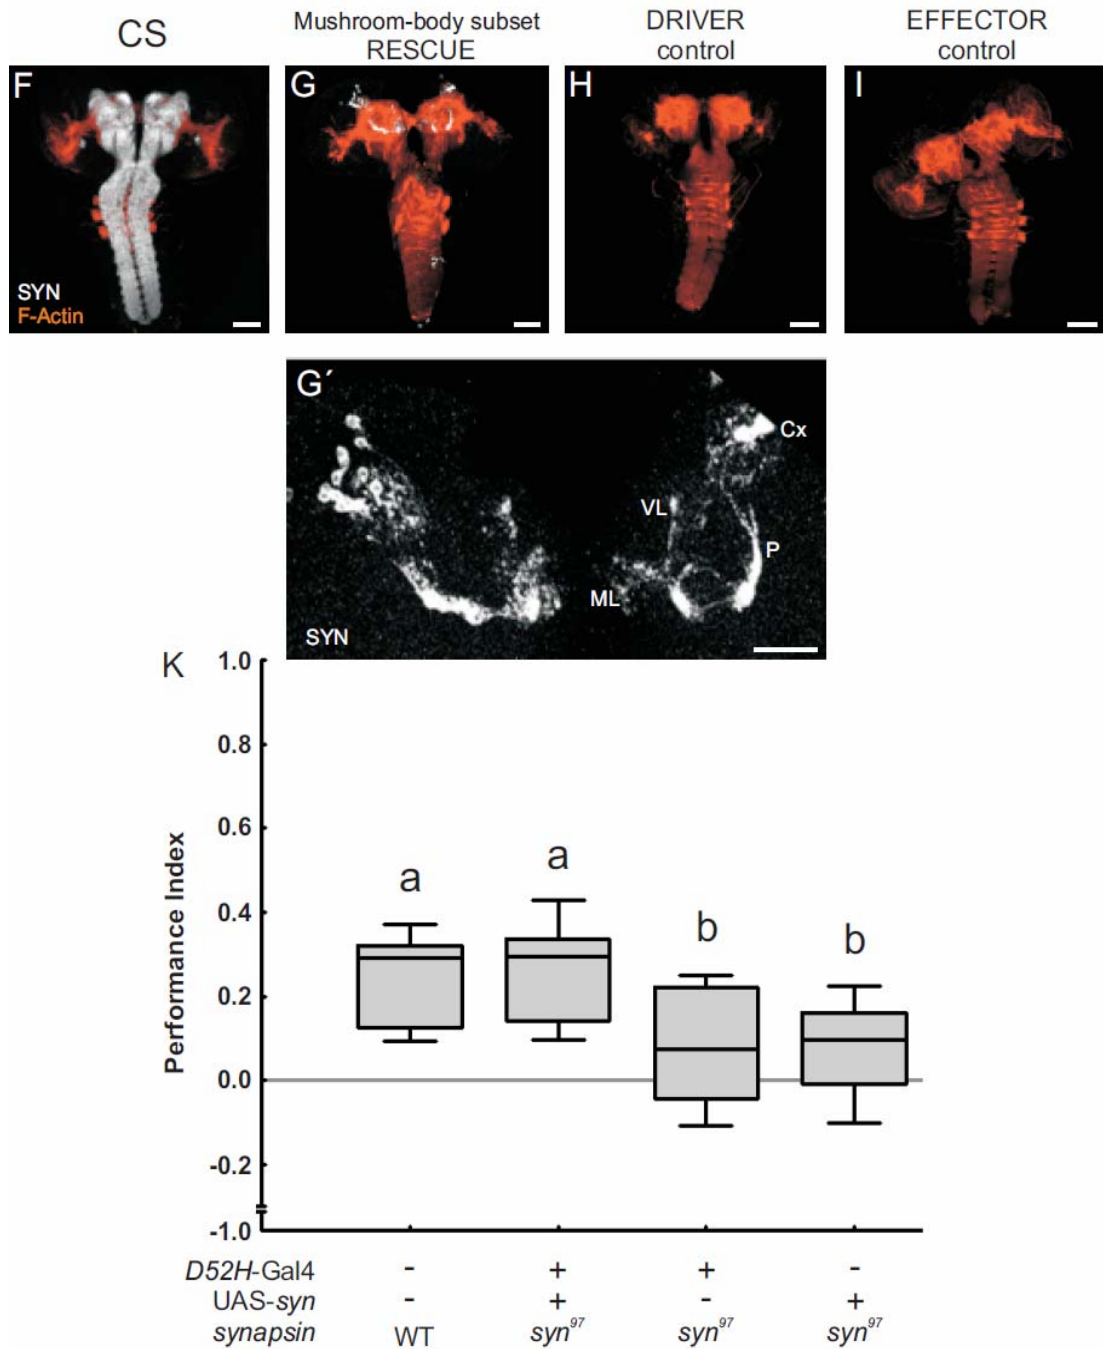 CS
Mushroom-body subset
RESCUE
DRIVER
control
EFFECTOR
control
F
G
H
I
SYN
F-Actin
G´
Cx
VL
P
ML
SYN
K
1.0
0.8
0.6
0.4
0.2
0.0
-0.2
-1.0
Performance Index
a
a
b
b
D52H-Gal4 - + + -
UAS-syn - + - +
synapsin WT syn⁹⁷ syn⁹⁷ syn⁹⁷